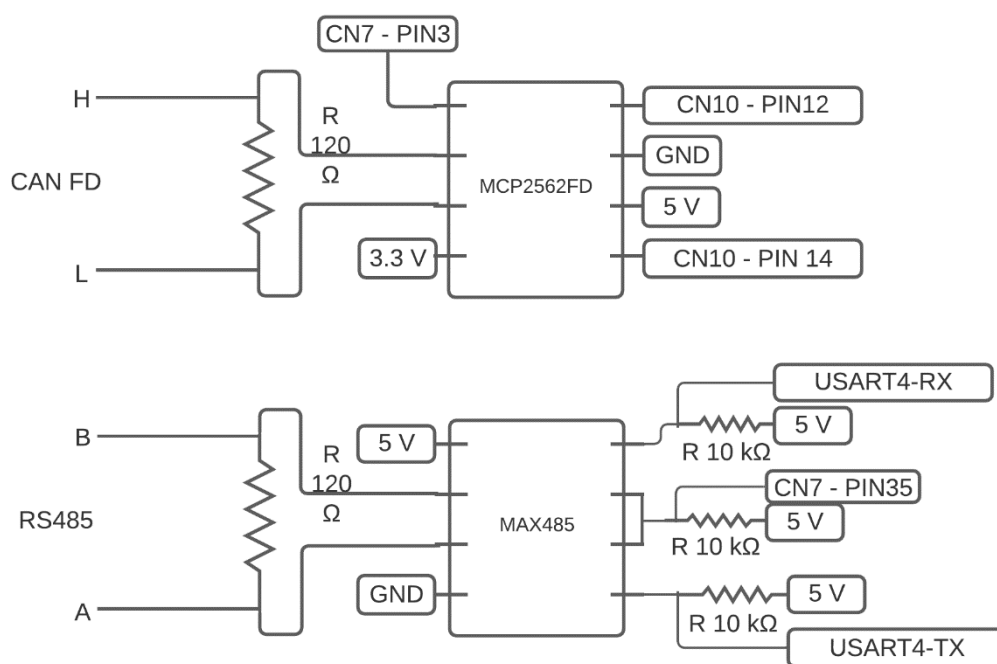 CN7 - PIN3
H
R
120
Ω
CAN FD
L
MCP2562FD
3.3 V
CN10 - PIN12
GND
5 V
CN10 - PIN 14
B
R
120
Ω
RS485
A
5 V
MAX485
GND
USART4-RX
5 V
R 10 kΩ
CN7 - PIN35
5 V
R 10 kΩ
5 V
R 10 kΩ
USART4-TX